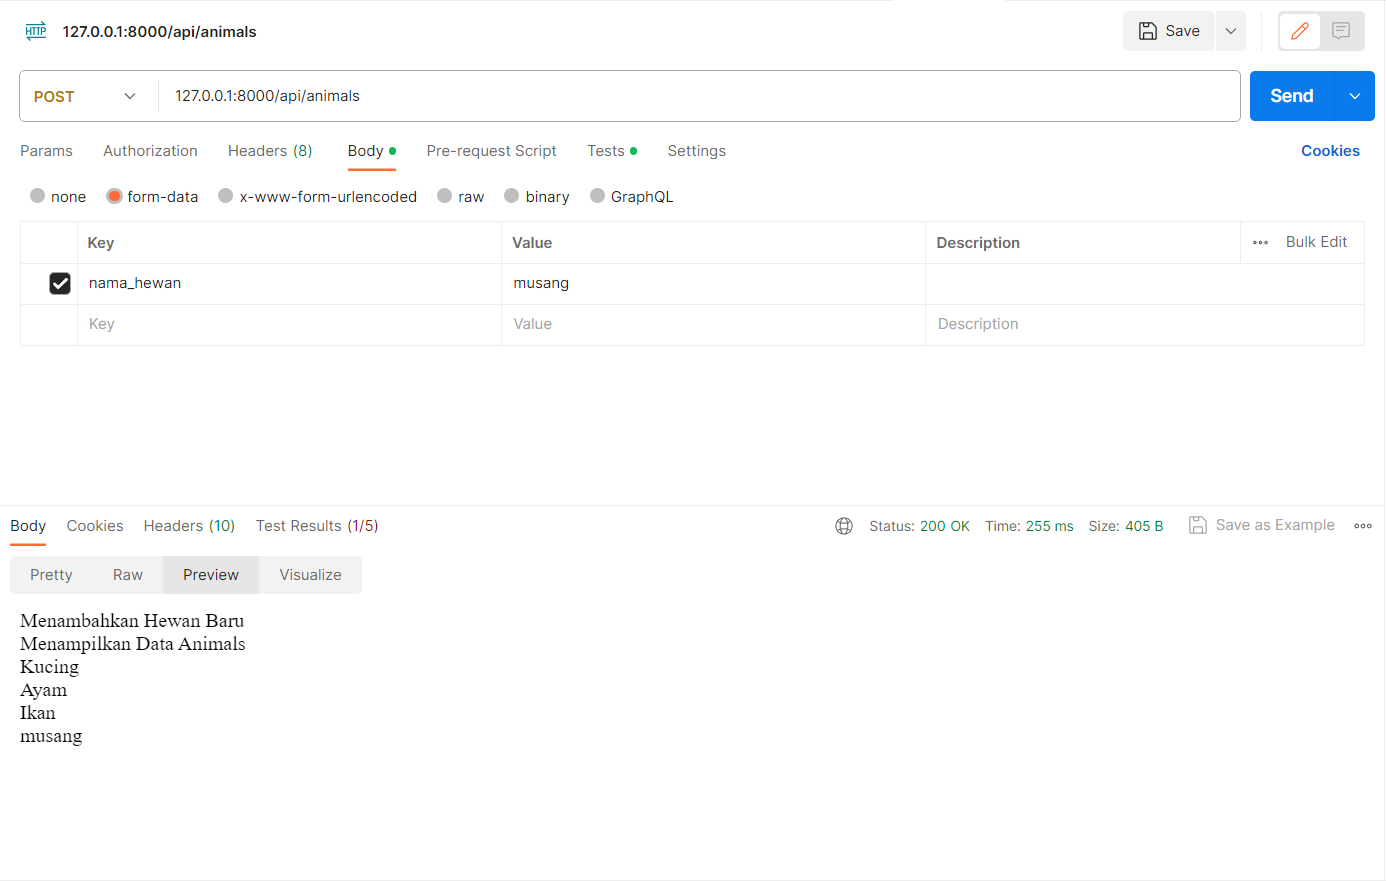 HTTP 127.0.0.1:8000/api/animals Save
POST 127.0.0.1:8000/api/animals Send
Params Authorization Headers (8) Body Pre-request Script Tests Settings Cookies
none form-data x-www-form-urlencoded raw binary GraphQL
Key Value Description Bulk Edit
nama_hewan musang
Key Value Description
Body Cookies Headers (10) Test Results (1/5) Status: 200 OK Time: 255 ms Size: 405 B Save as Example
Pretty Raw Preview Visualize
Menambahkan Hewan Baru
Menampilkan Data Animals
Kucing
Ayam
Ikan
musang